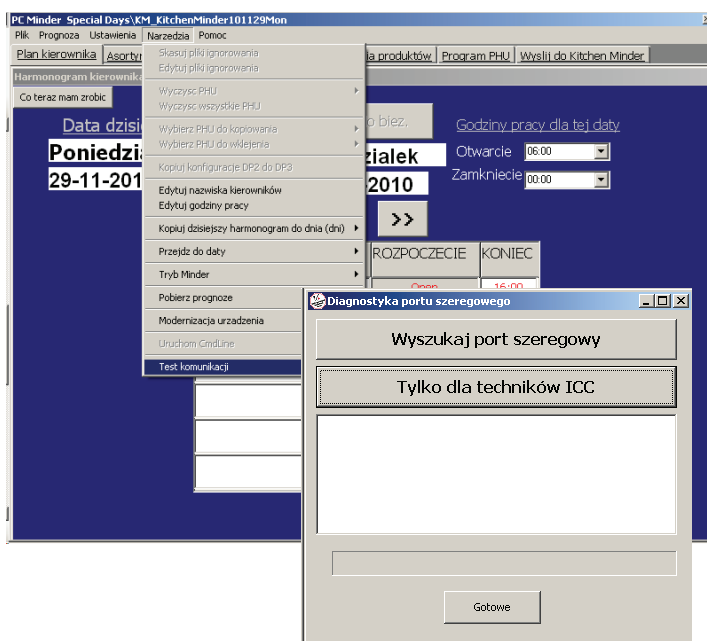 PC Minder Special Days\KM_KitchenMinder101129Mon
Plik Prognoza Ustawienia Narzedzia Pomoc
Plan kierownika Program PHU Wyslij do Kitchen Minder
produktów
Harmonogram
Co teraz mam zrobic
Skasuj pliki ignorowania
Edytuj pliki ignorowania
Wyczysc PHU
Wyczysc wszystkie PHU
Wybierz PHU do kopiowania
Wybierz PHU do wklejenia
Kopiuj konfiguracje DP2 do DP3
Edytuj nazwiska kierowników
Edytuj godziny pracy
Kopiuj dzisiejszy harmonogram do dnia (dni)
Przejdz do daty
Tryb Minder
Pobierz prognoze
Modernizacja urzadzenia
Uruchom CmdLine
Test komunikacji
Data
29-11-201
biez.
2010
>>
Godziny pracy dla tej daty
Otwarcie 06:00
Zamkniecie 00:00
ROZPOCZECIE KONIEC
Diagnostyka portu szeregowego
Wyszukaj port szeregowy
Tylko dla techników ICC
Gotowe